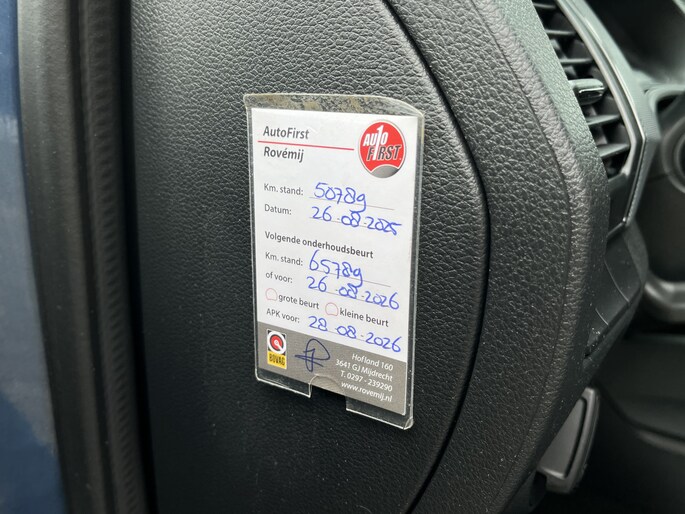 AutoFirst
Rovémij
AUTO
FIRST
Km. stand: 50789
Datum: 26-08-2025
Volgende onderhoudsbeurt
Km. stand: 65789
of voor: 26-08-2026
grote beurt kleine beurt
APK voor: 28-08-2026
BOVAG
Hofland 160
3641 GJ Mijdrecht
T. 0297 - 239290
www.rovemij.nl